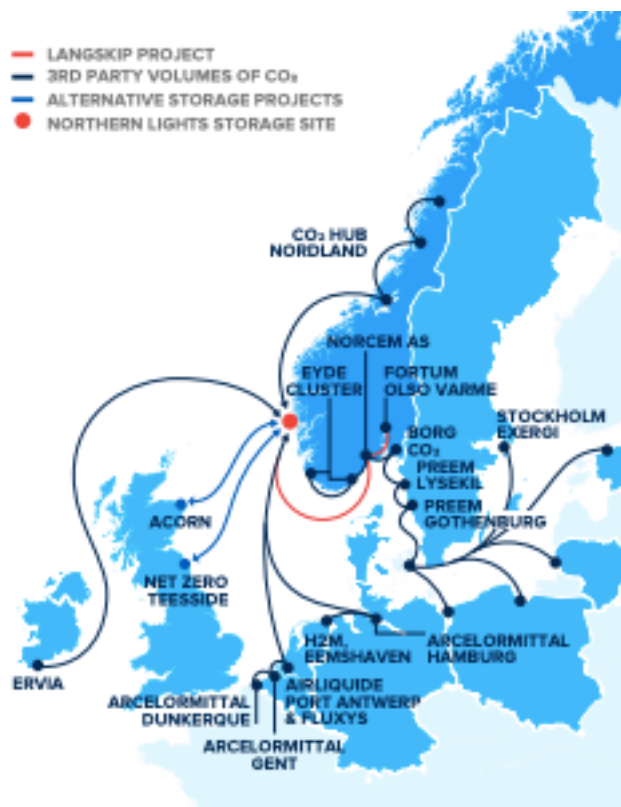 LANGSKIP PROJECT
3RD PARTY VOLUMES OF CO₂
ALTERNATIVE STORAGE PROJECTS
NORTHERN LIGHTS STORAGE SITE
CO₂ HUB
NORDLAND
NORCEM AS
EYDE
CLUSTER
FORTUM
OLSO VARME
STOCKHOLM
EXERGI
BORG
CO₂
PREEM
LYSEKIL
PREEM
GOTHENBURG
ACORN
NET ZERO
TEESSIDE
H2M,
EEMSHAVEN
ARCELORMITTAL
HAMBURG
ERVIA
AIRLIQUIDE
PORT ANTWERP
& FLUXYS
ARCELORMITTAL
DUNKERQUE
ARCELORMITTAL
GENT